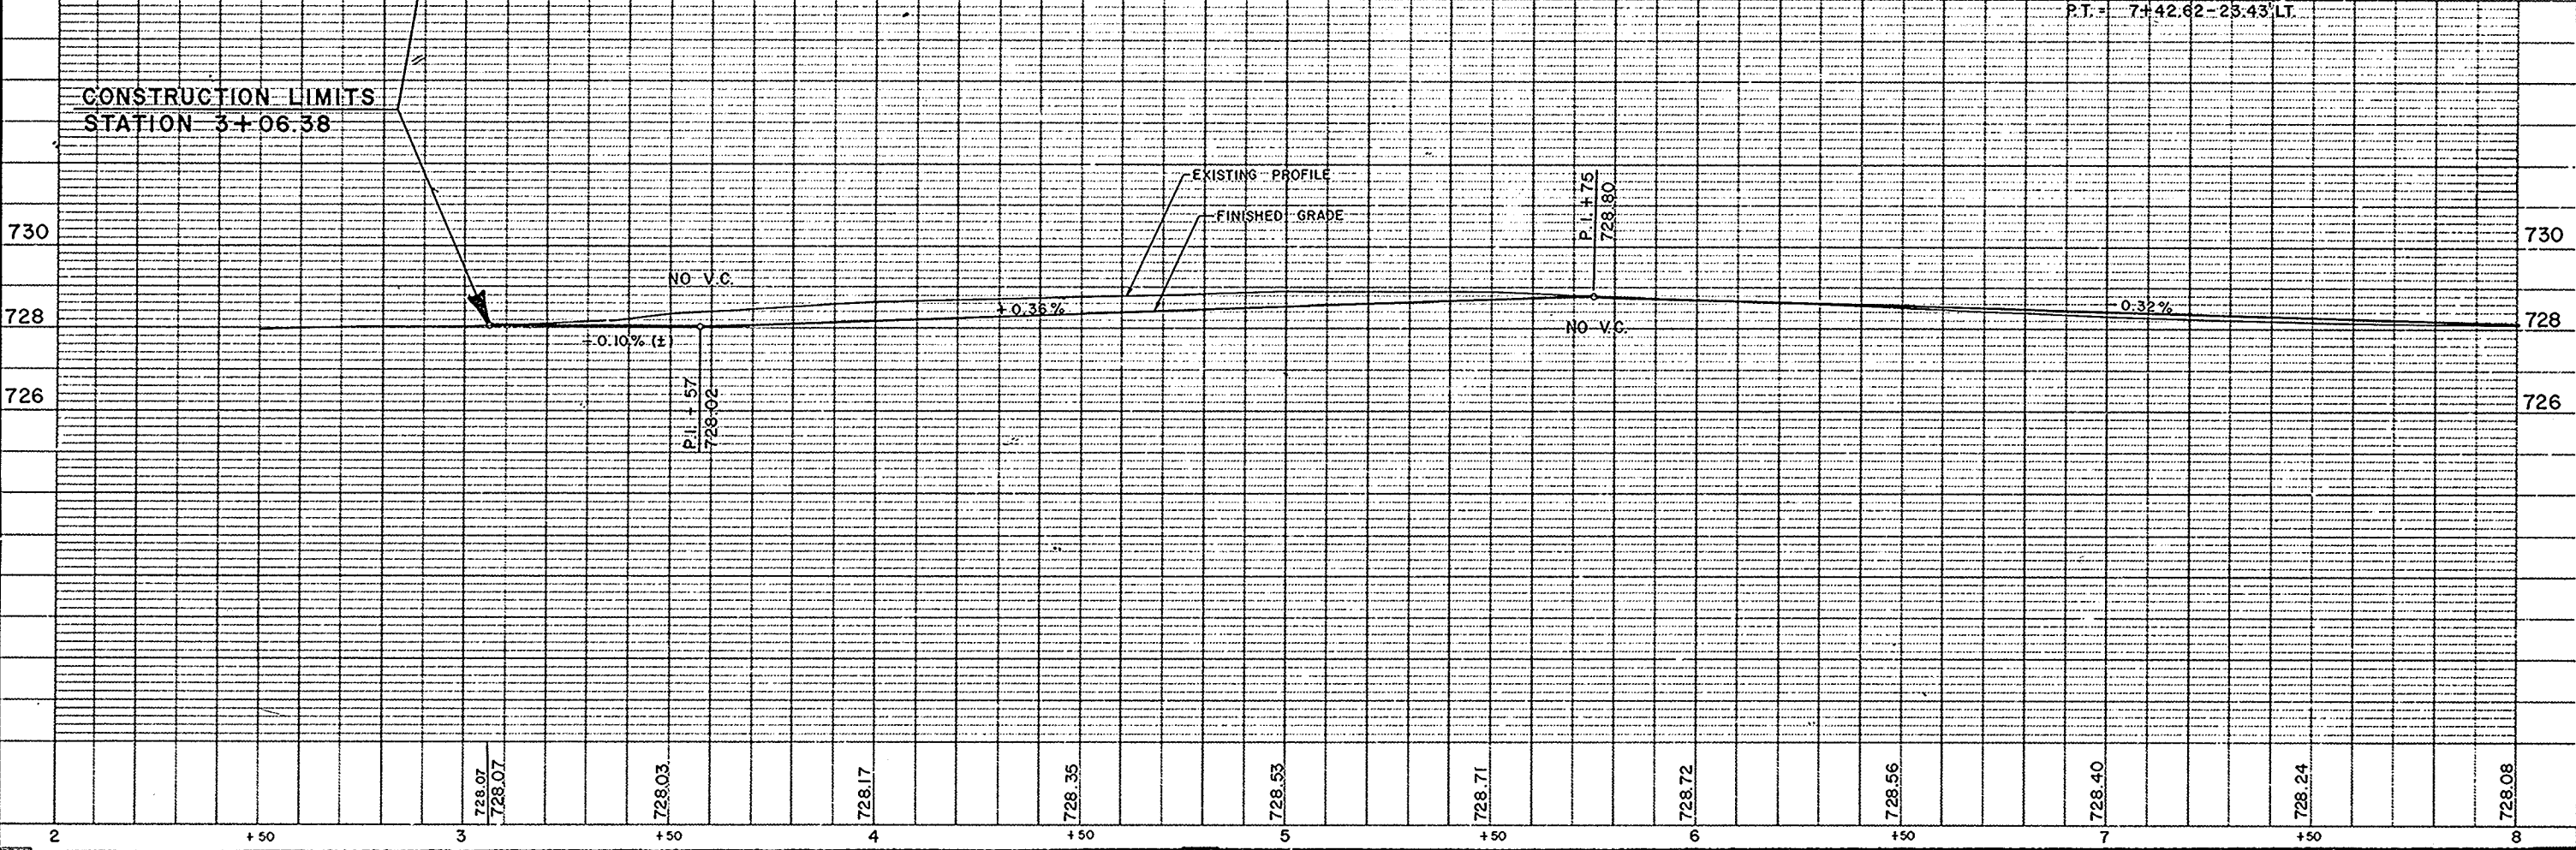 P.T. = 7+42.62-23.43' LT.
CONSTRUCTION LIMITS
STATION 3+06.38
EXISTING PROFILE
FINISHED GRADE
P.I. +75
728.80
730
730
NO V.C.
+0.36%
-0.32%
728
728
NO V.C.
-0.10% (±)
P.I. +57
728.02
726
726
728.07
728.07
728.03
728.17
728.35
728.53
728.71
728.72
728.56
728.40
728.24
728.08
2 +50 3 +50 4 +50 5 +50 6 +50 7 +50 8